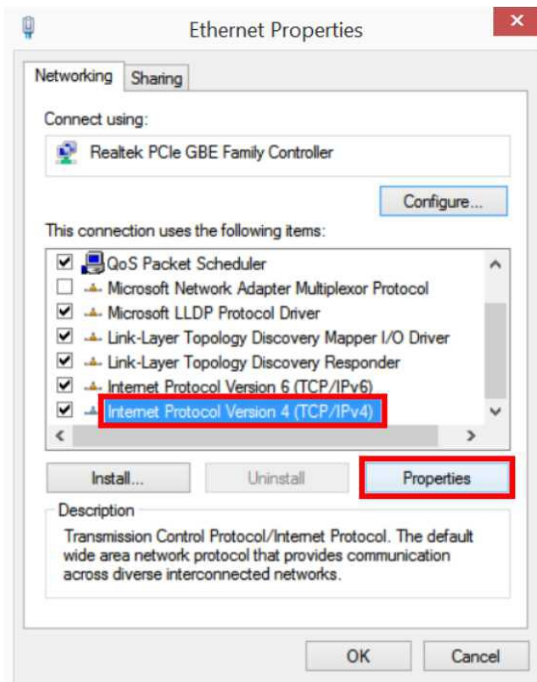 Ethernet Properties
Networking Sharing
Connect using:
Realtek PCIe GBE Family Controller
Configure...
This connection uses the following items:
QoS Packet Scheduler
Microsoft Network Adapter Multiplexor Protocol
Microsoft LLDP Protocol Driver
Link-Layer Topology Discovery Mapper I/O Driver
Link-Layer Topology Discovery Responder
Internet Protocol Version 6 (TCP/IPv6)
Internet Protocol Version 4 (TCP/IPv4)
Install... Uninstall Properties
Description
Transmission Control Protocol/Internet Protocol. The default
wide area network protocol that provides communication
across diverse interconnected networks.
OK Cancel